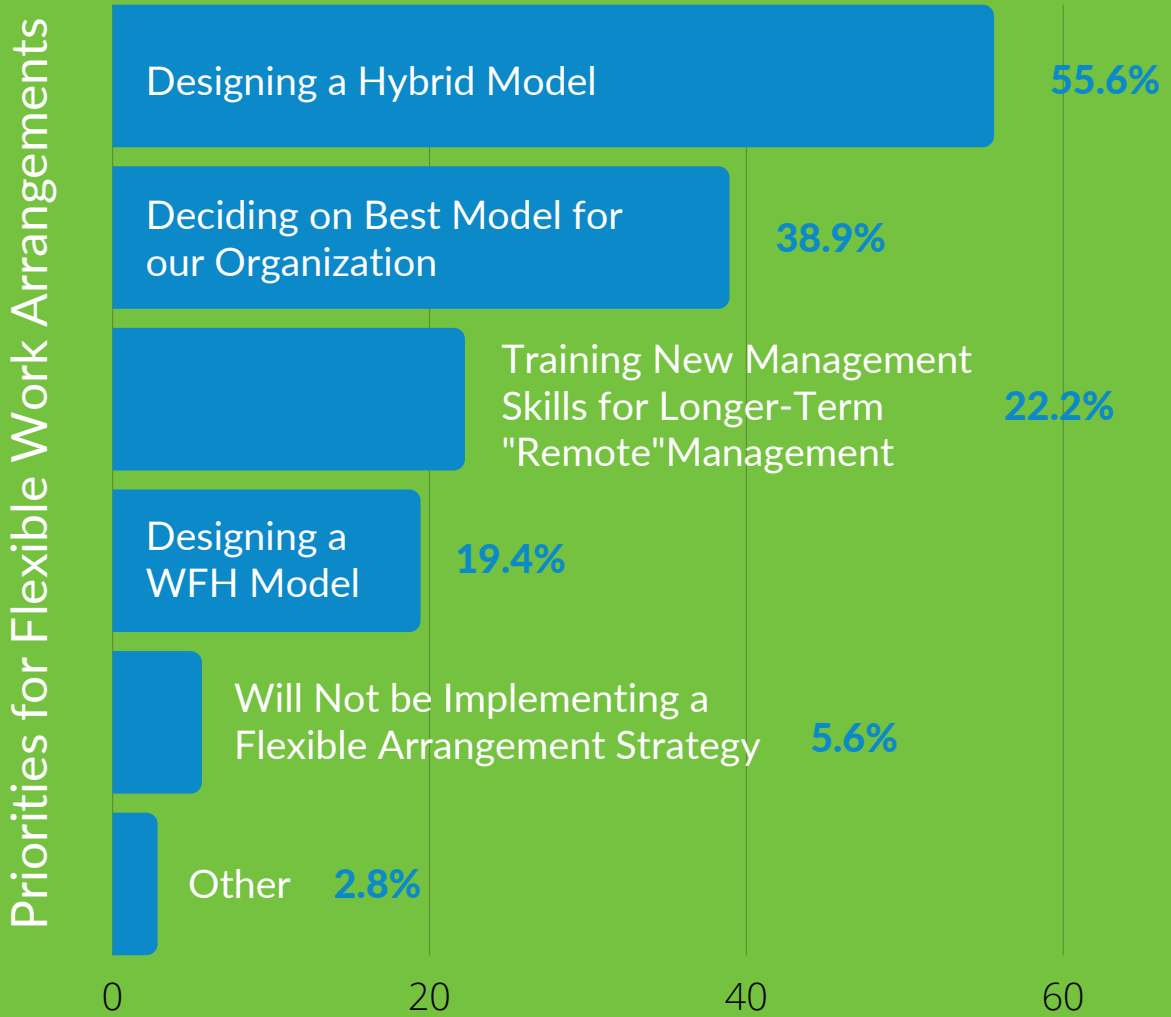 Priorities for Flexible Work Arrangements
Designing a Hybrid Model
55.6%
Deciding on Best Model for
our Organization
38.9%
Training New Management
Skills for Longer-Term
"Remote"Management
22.2%
Designing a
WFH Model
19.4%
Will Not be Implementing a
Flexible Arrangement Strategy
5.6%
Other
2.8%
0 20 40 60